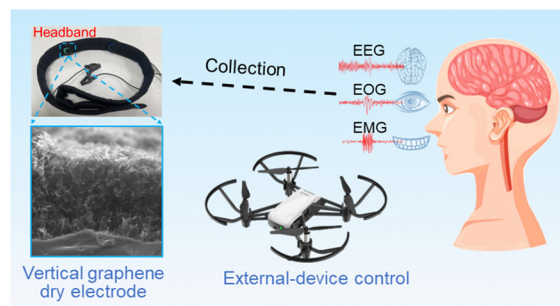 Headband
Collection
EEG
EOG
EMG
Vertical graphene
dry electrode
External-device control